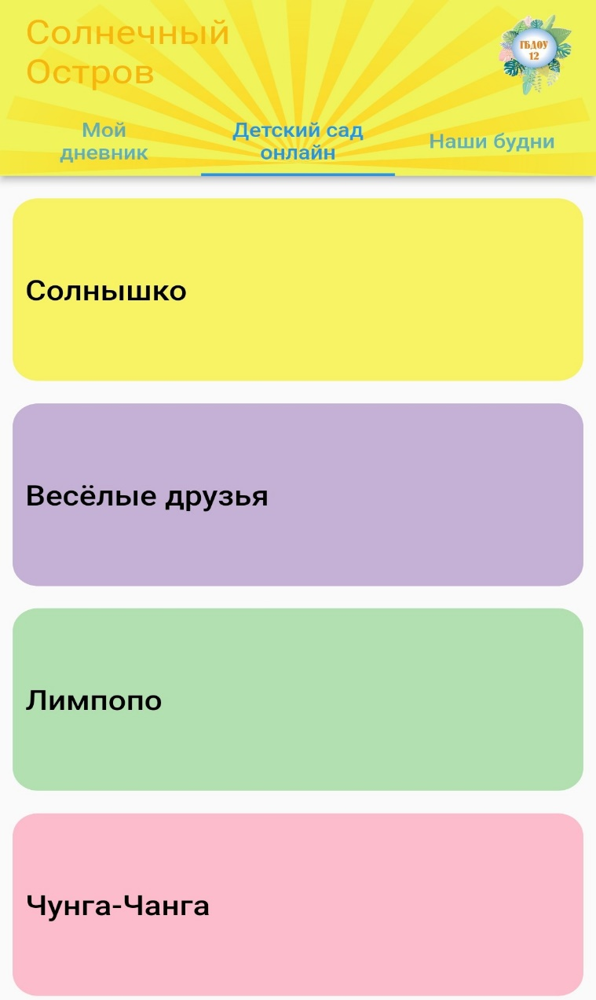 Солнечный
Остров
ГБДОУ
12
Мой
дневник
Детский сад
онлайн
Наши будни
Солнышко
Весёлые друзья
Лимпопо
Чунга-Чанга